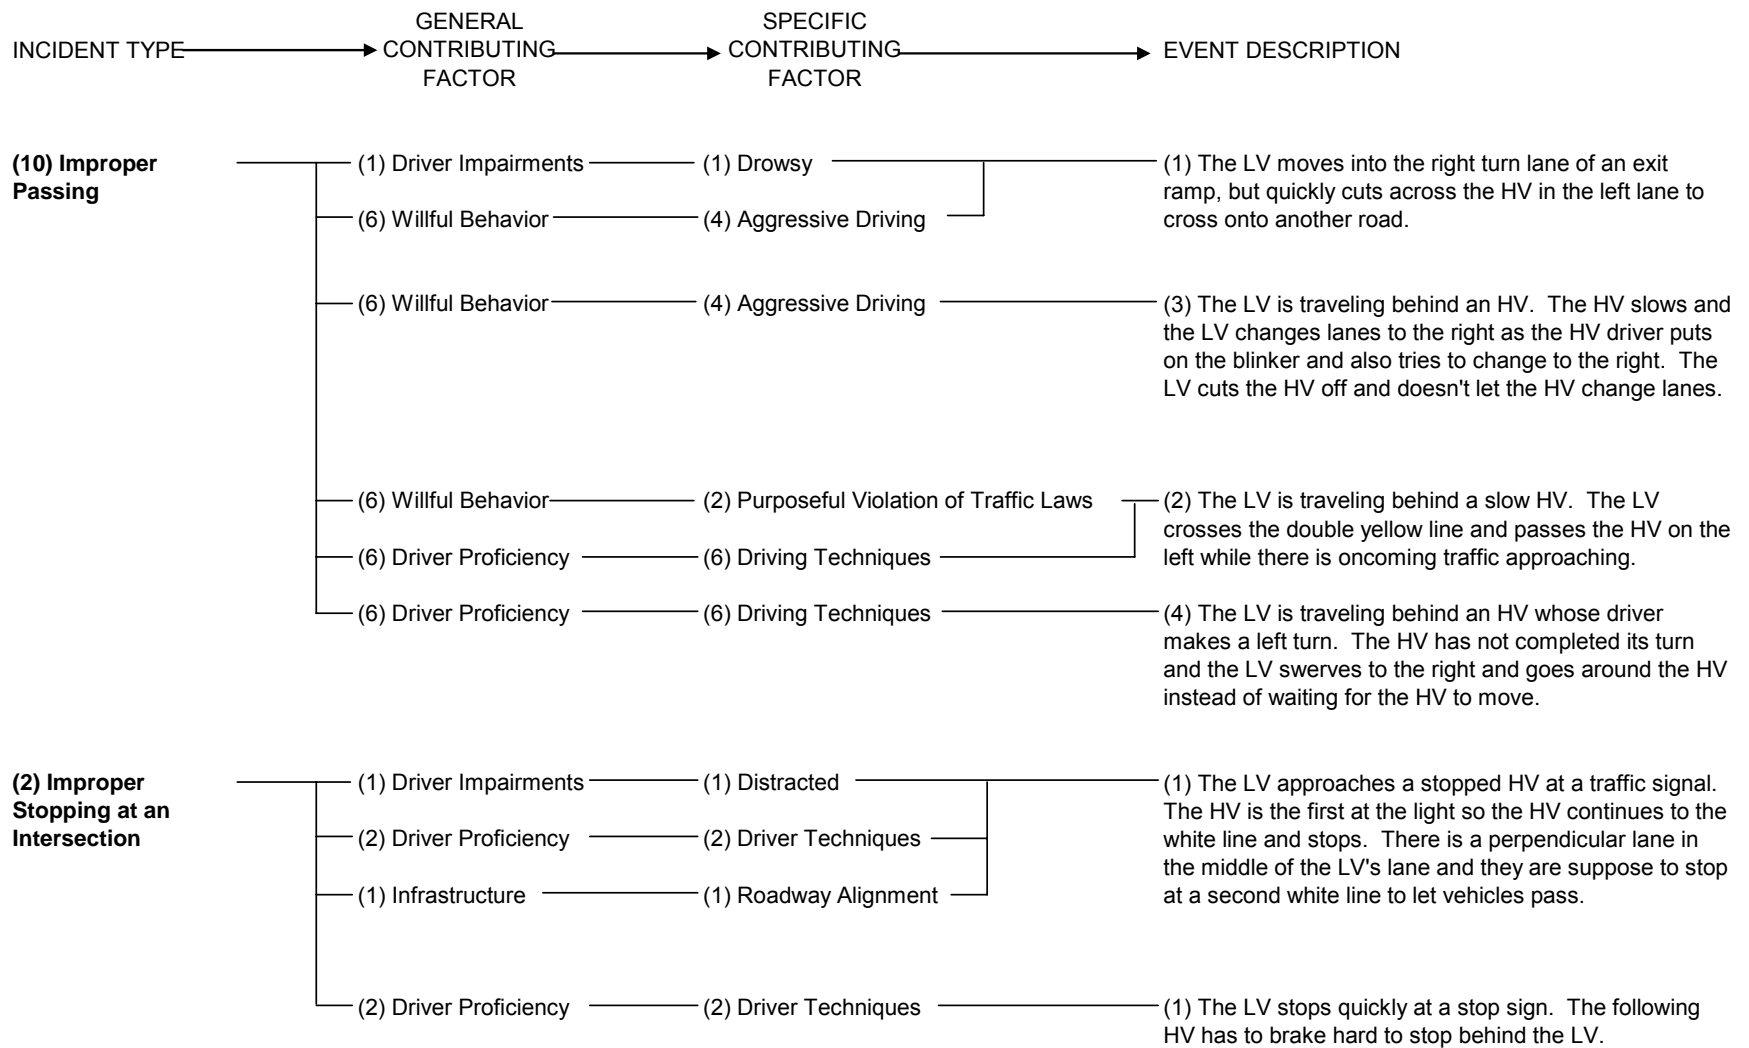 INCIDENT TYPE
GENERAL
CONTRIBUTING
FACTOR
SPECIFIC
CONTRIBUTING
FACTOR
EVENT DESCRIPTION
(10) Improper
Passing
(1) Driver Impairments
(1) Drowsy
(6) Willful Behavior
(4) Aggressive Driving
(1) The LV moves into the right turn lane of an exit
ramp, but quickly cuts across the HV in the left lane to
cross onto another road.
(6) Willful Behavior
(4) Aggressive Driving
(3) The LV is traveling behind an HV.  The HV slows and
the LV changes lanes to the right as the HV driver puts
on the blinker and also tries to change to the right.  The
LV cuts the HV off and doesn't let the HV change lanes.
(6) Willful Behavior
(2) Purposeful Violation of Traffic Laws
(6) Driver Proficiency
(6) Driving Techniques
(2) The LV is traveling behind a slow HV.  The LV
crosses the double yellow line and passes the HV on the
left while there is oncoming traffic approaching.
(6) Driver Proficiency
(6) Driving Techniques
(4) The LV is traveling behind an HV whose driver
makes a left turn.  The HV has not completed its turn
and the LV swerves to the right and goes around the HV
instead of waiting for the HV to move.
(2) Improper
Stopping at an
Intersection
(1) Driver Impairments
(1) Distracted
(2) Driver Proficiency
(2) Driver Techniques
(1) Infrastructure
(1) Roadway Alignment
(1) The LV approaches a stopped HV at a traffic signal.
The HV is the first at the light so the HV continues to the
white line and stops.  There is a perpendicular lane in
the middle of the LV's lane and they are suppose to stop
at a second white line to let vehicles pass.
(2) Driver Proficiency
(2) Driver Techniques
(1) The LV stops quickly at a stop sign.  The following
HV has to brake hard to stop behind the LV.